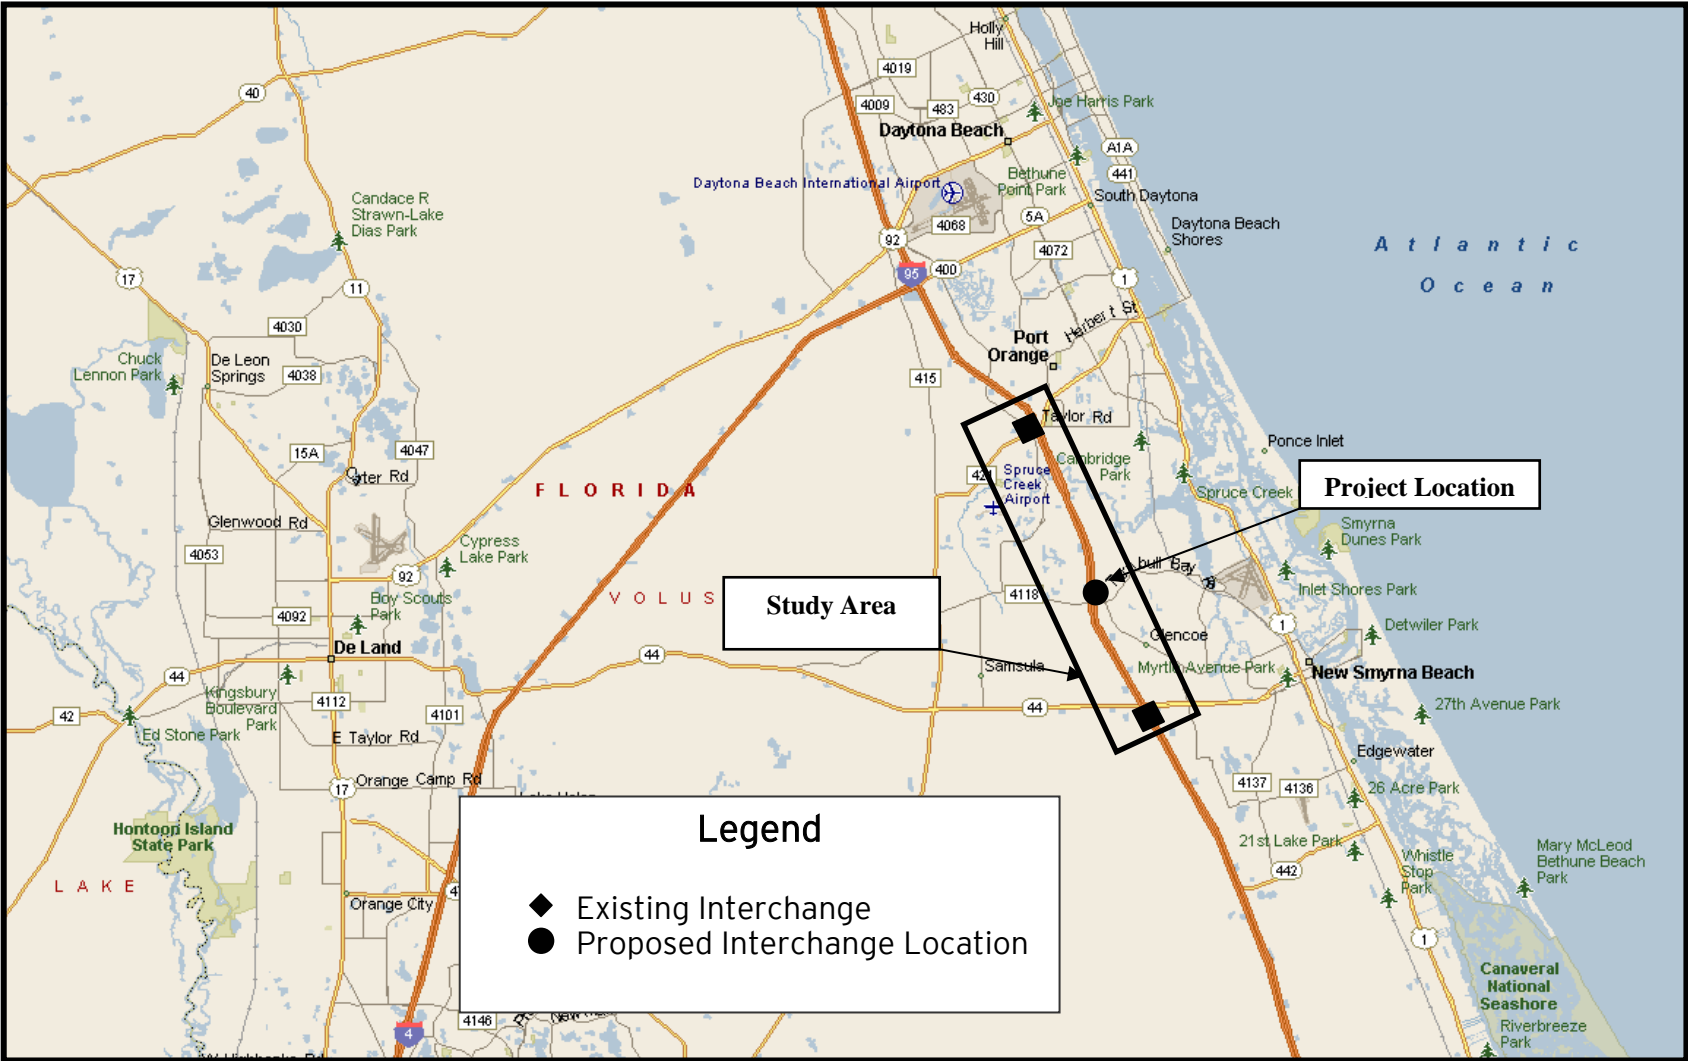 Holly
Hill
4019
40
4009
483
430
Joe Harris Park
Daytona Beach
A1A
441
Daytona Beach International Airport
Bethune
Point Park
South Daytona
Candace R
Strawn-Lake
Dias Park
5A
4068
Daytona Beach
Shores
92
4072
Atlantic
Ocean
95
400
17
11
1
Herbert St
4030
Port
Orange
Chuck
Lennon Park
De Leon
Springs
4038
415
Taylor Rd
15A
4047
Ponce Inlet
Cambridge
Park
Spruce
Creek
Airport
FLORIDA
Spruce Creek
Project Location
Glenwood Rd
Smyrna
Dunes Park
4053
Cypress
Lake Park
92
Bay
Inlet Shores Park
4118
Boy Scouts
Park
VOLUS
Study Area
4092
1
Detwiler Park
Glencoe
De Land
44
Samsula
Myrtle Avenue Park
New Smyrna Beach
44
Kingsbury
Boulevard
Park
4112
4101
44
27th Avenue Park
42
Ed Stone Park
E Taylor Rd
Edgewater
17
Orange Camp Rd
4137
4136
26 Acre Park
Hontoon Island
State Park
Legend
21st Lake Park
Whistle
Stop
Park
Mary McLeod
Bethune Beach
Park
442
LAKE
Orange City
Existing Interchange
Proposed Interchange Location
1
Canaveral
National
Seashore
4146
4
Riverbreeze
Park